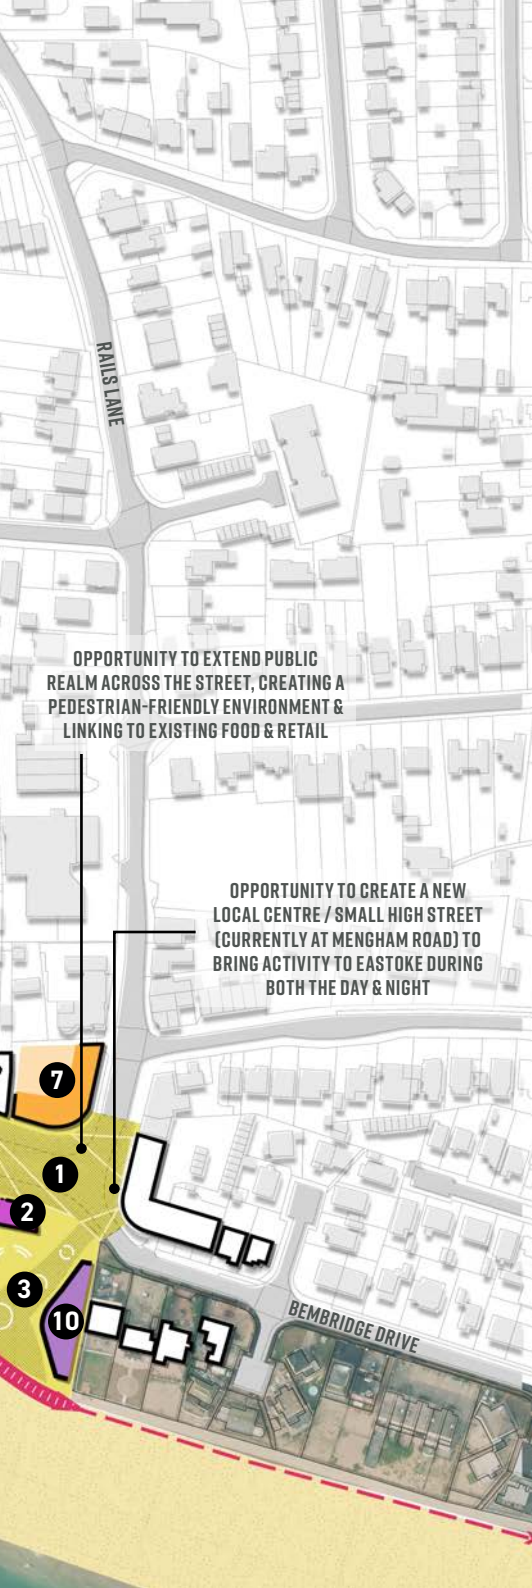 RAILS LANE
OPPORTUNITY TO EXTEND PUBLIC
REALM ACROSS THE STREET, CREATING A
PEDESTRIAN-FRIENDLY ENVIRONMENT &
LINKING TO EXISTING FOOD & RETAIL
OPPORTUNITY TO CREATE A NEW
LOCAL CENTRE / SMALL HIGH STREET
(CURRENTLY AT MENGHAM ROAD) TO
BRING ACTIVITY TO EASTOKE DURING
BOTH THE DAY & NIGHT
7
1
2
3
10
BEMBRIDGE DRIVE